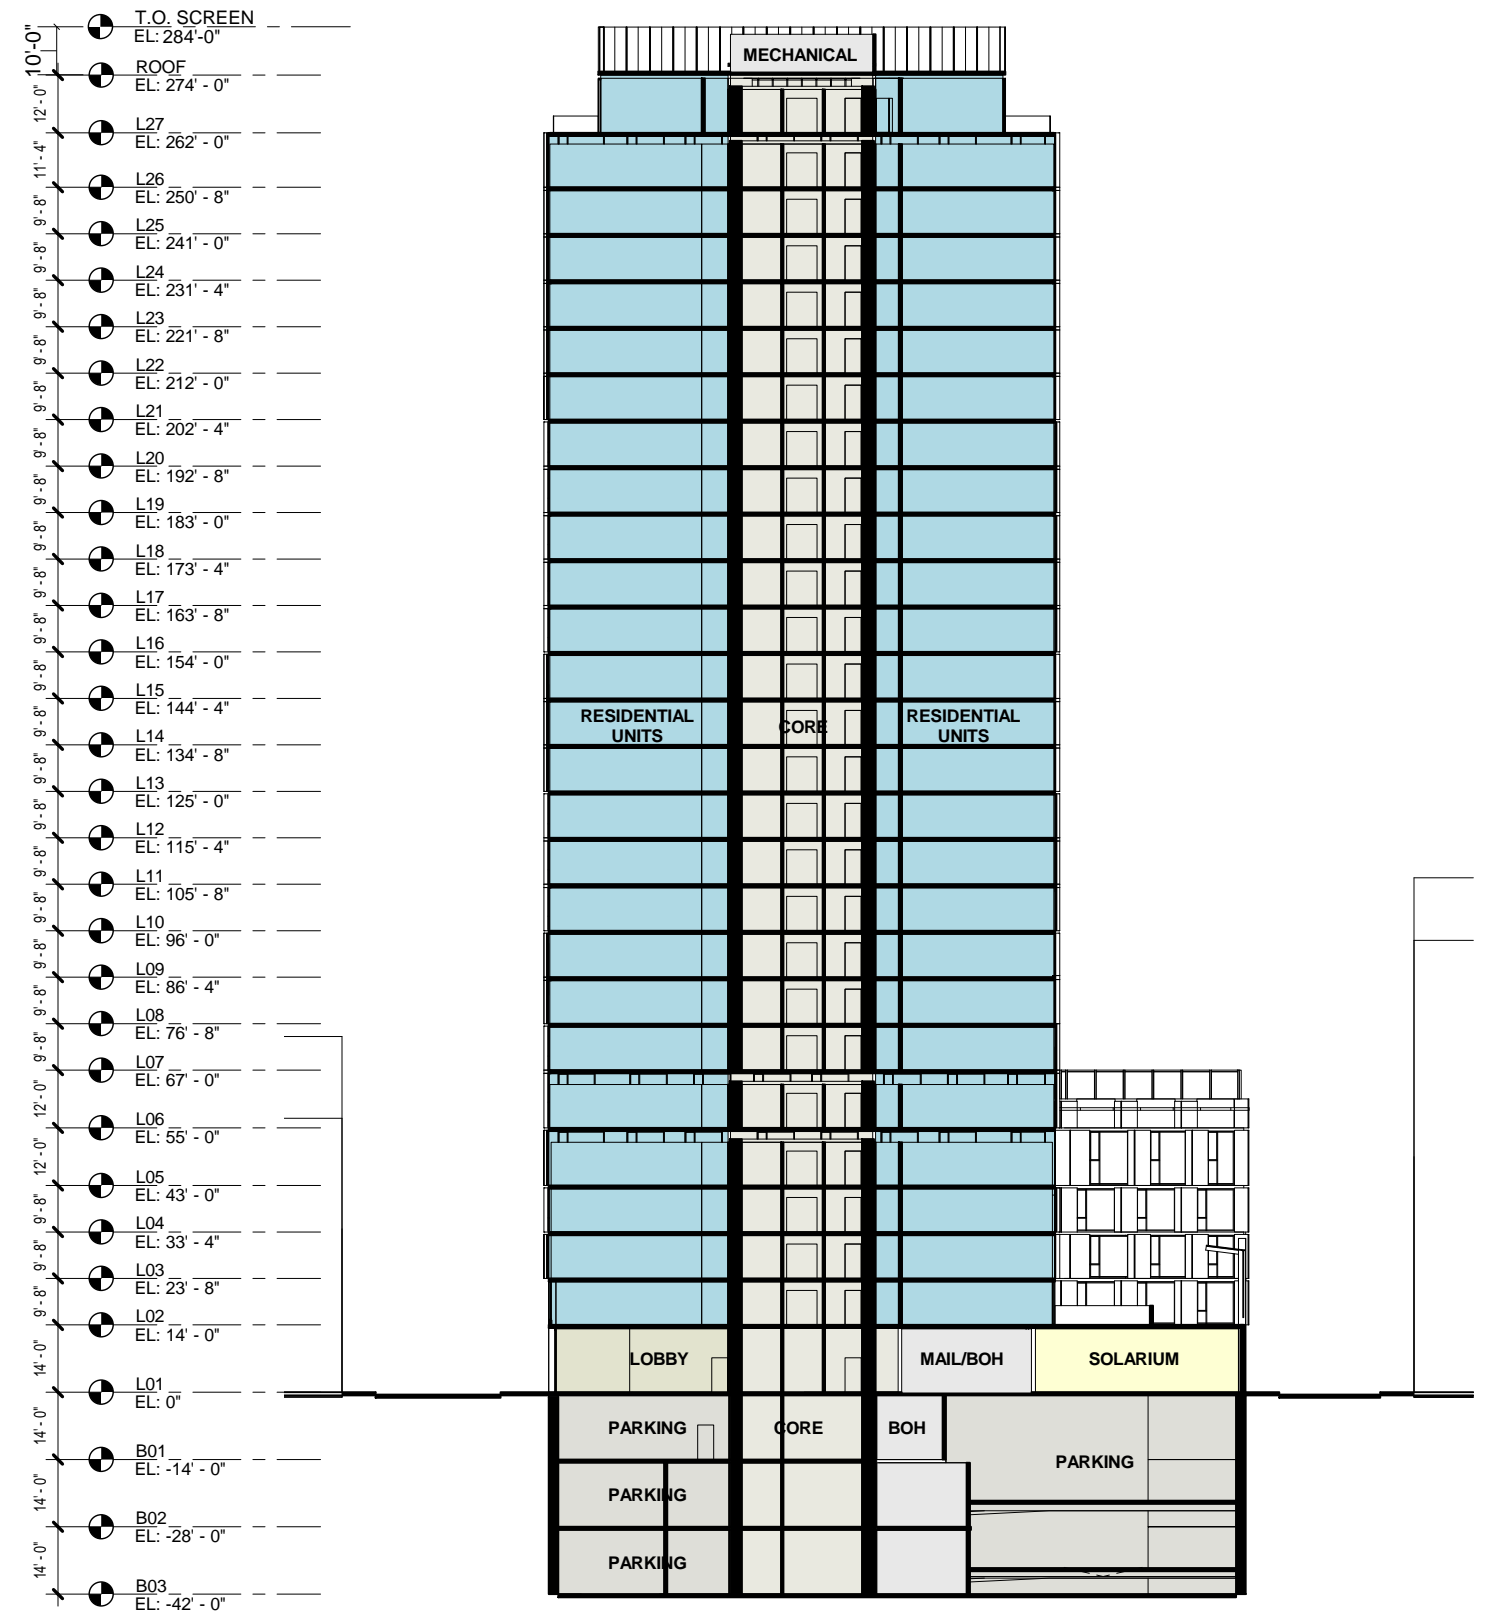 T.O. SCREEN
EL: 284'-0"
10'-0"
ROOF
EL: 274' - 0"
12' - 0"
L27
EL: 262' - 0"
11' - 4"
L26
EL: 250' - 8"
9' - 8"
L25
EL: 241' - 0"
9' - 8"
L24
EL: 231' - 4"
9' - 8"
L23
EL: 221' - 8"
9' - 8"
L22
EL: 212' - 0"
9' - 8"
L21
EL: 202' - 4"
9' - 8"
L20
EL: 192' - 8"
9' - 8"
L19
EL: 183' - 0"
9' - 8"
L18
EL: 173' - 4"
9' - 8"
L17
EL: 163' - 8"
9' - 8"
L16
EL: 154' - 0"
9' - 8"
L15
EL: 144' - 4"
9' - 8"
L14
EL: 134' - 8"
9' - 8"
L13
EL: 125' - 0"
9' - 8"
L12
EL: 115' - 4"
9' - 8"
L11
EL: 105' - 8"
9' - 8"
L10
EL: 96' - 0"
9' - 8"
L09
EL: 86' - 4"
9' - 8"
L08
EL: 76' - 8"
9' - 8"
L07
EL: 67' - 0"
12' - 0"
L06
EL: 55' - 0"
12' - 0"
L05
EL: 43' - 0"
9' - 8"
L04
EL: 33' - 4"
9' - 8"
L03
EL: 23' - 8"
9' - 8"
L02
EL: 14' - 0"
14' - 0"
L01
EL: 0"
14' - 0"
B01
EL: -14' - 0"
14' - 0"
B02
EL: -28' - 0"
14' - 0"
B03
EL: -42' - 0"
MECHANICAL
RESIDENTIAL
UNITS
CORE
RESIDENTIAL
UNITS
LOBBY
MAIL/BOH
SOLARIUM
PARKING
CORE
BOH
PARKING
PARKING
PARKING